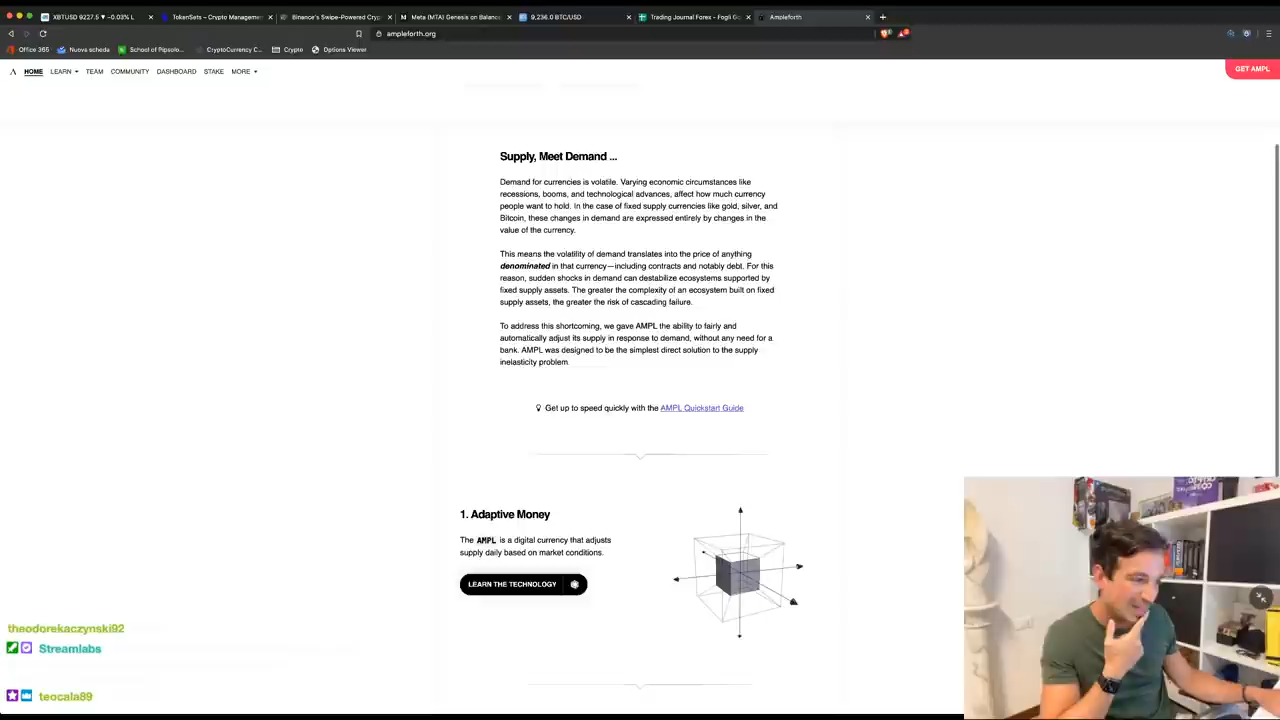 XBTUSD 9227.5 ▼ −0.03% L
TokenSets – Crypto Managemen
Binance's Swipe-Powered Cryp
Meta (MTA) Genesis on Balance
9,236.0 BTC/USD
Trading Journal Forex - Fogli Go
Ampleforth
ampleforth.org
Office 365
Nuova scheda
School of Pipsolo...
CryptoCurrency C...
Crypto
Options Viewer
HOME
LEARN
TEAM
COMMUNITY
DASHBOARD
STAKE
MORE
GET AMPL
Supply, Meet Demand ...
Demand for currencies is volatile. Varying economic circumstances like
recessions, booms, and technological advances, affect how much currency
people want to hold. In the case of fixed supply currencies like gold, silver, and
Bitcoin, these changes in demand are expressed entirely by changes in the
value of the currency.
This means the volatility of demand translates into the price of anything
denominated in that currency—including contracts and notably debt. For this
reason, sudden shocks in demand can destabilize ecosystems supported by
fixed supply assets. The greater the complexity of an ecosystem built on fixed
supply assets, the greater the risk of cascading failure.
To address this shortcoming, we gave AMPL the ability to fairly and
automatically adjust its supply in response to demand, without any need for a
bank. AMPL was designed to be the simplest direct solution to the supply
inelasticity problem.
Get up to speed quickly with the AMPL Quickstart Guide
1. Adaptive Money
The AMPL is a digital currency that adjusts
supply daily based on market conditions.
LEARN THE TECHNOLOGY
theodorekaczynski92
Streamlabs
teocala89